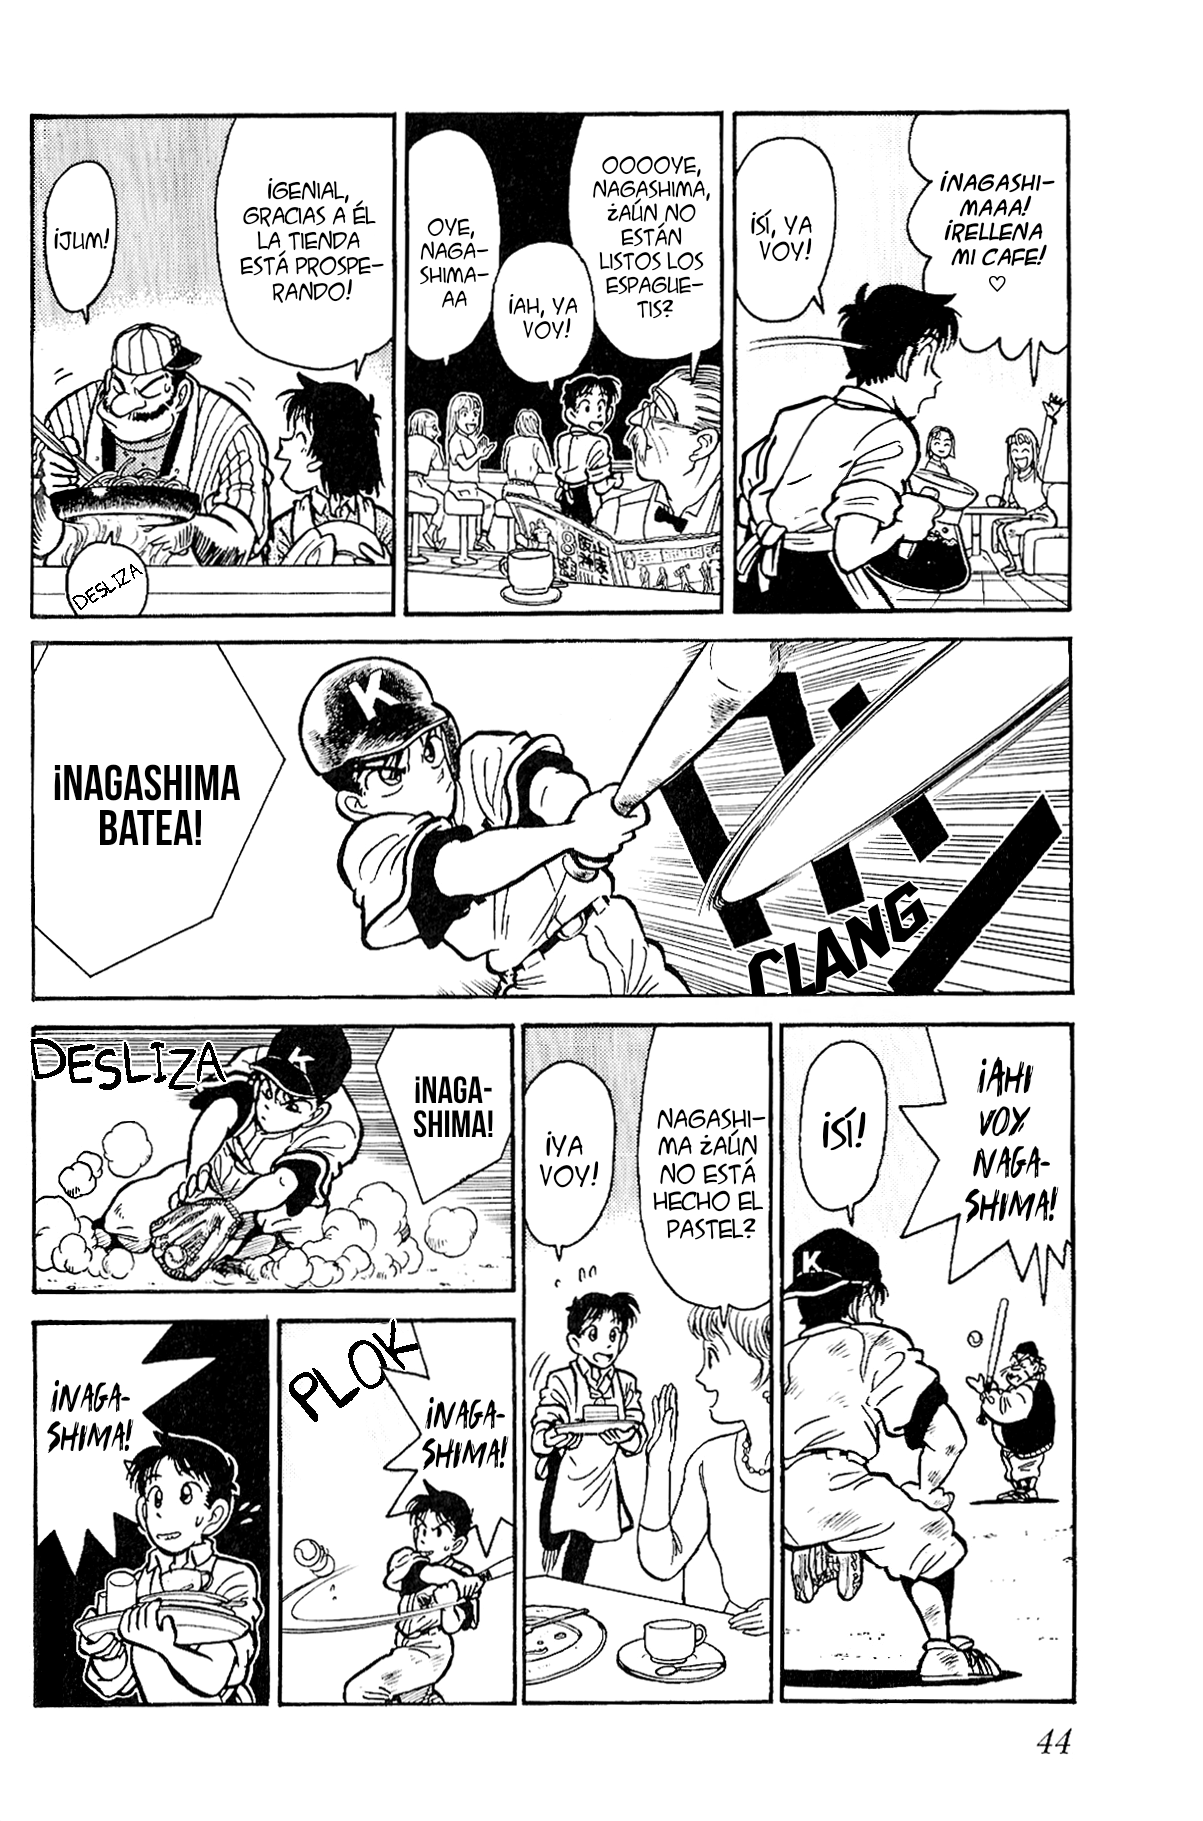 ¡NAGASHI-
MAAA!
¡RELLENA
MI CAFE!
♡
¡SÍ, YA
VOY!
OOOOYE,
NAGASHIMA,
¿AÚN NO
ESTÁN
LISTOS LOS
ESPAGUE-
TIS?
¡AH, YA
VOY!
OYE,
NAGA-
SHIMA-
AA
¡GENIAL,
GRACIAS A ÉL
LA TIENDA
ESTÁ PROSPE-
RANDO!
¡JUM!
DESLIZA
¡NAGASHIMA
BATEA!
CLANG
¡AHI
VOY,
NAGA-
SHIMA!
¡SÍ!
NAGASHI-
MA ¿AÚN
NO ESTÁ
HECHO EL
PASTEL?
¡YA
VOY!
¡NAGA-
SHIMA!
DESLIZA
¡NAGA-
SHIMA!
PLOK
¡NAGA-
SHIMA!
44